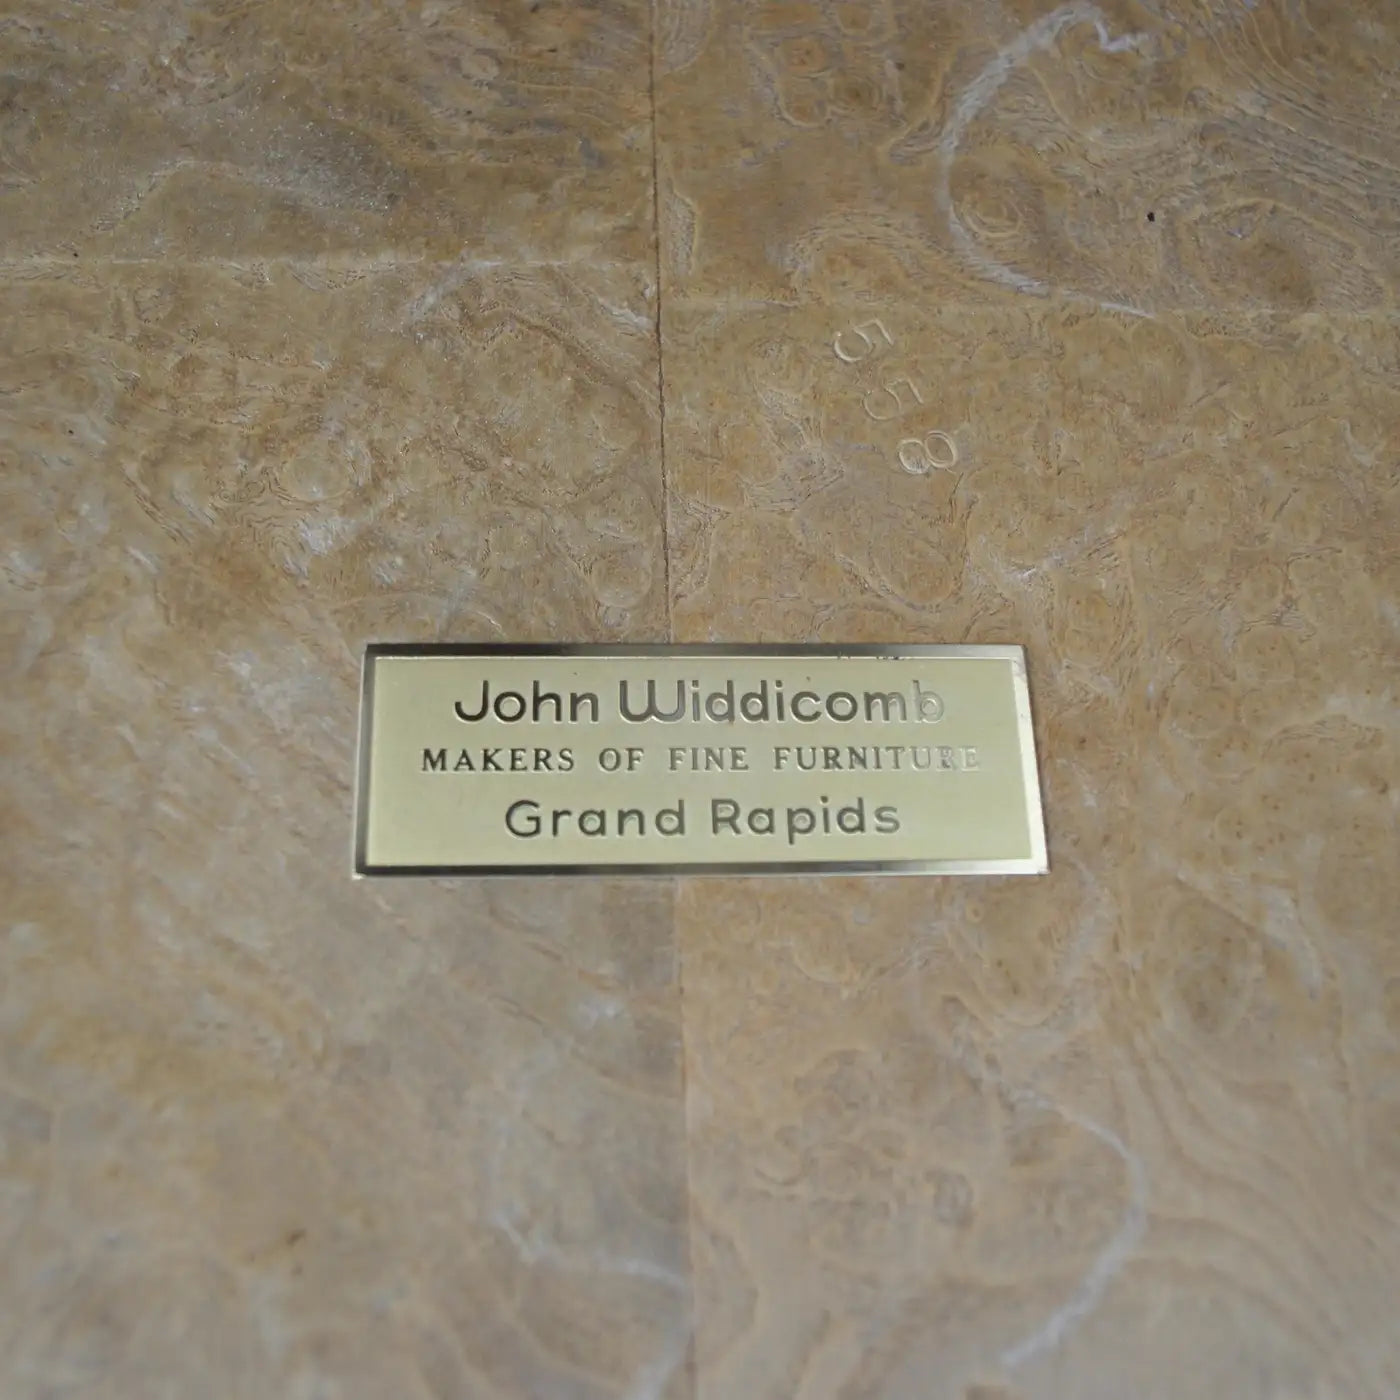 558
John Widdicomb
MAKERS OF FINE FURNITURE
Grand Rapids